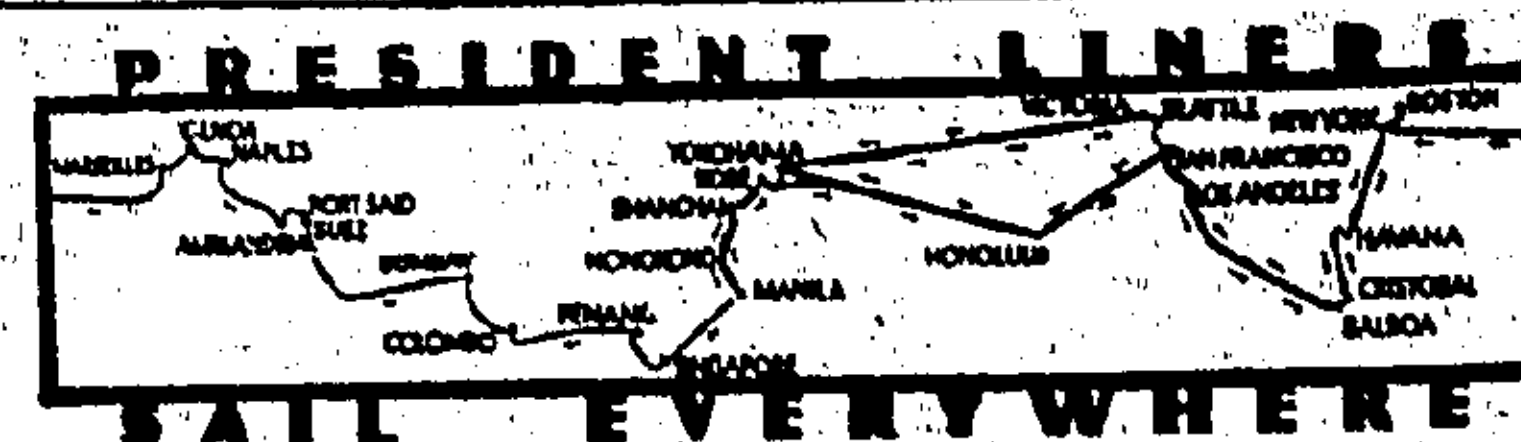 PRESIDENT LINERS
MARSEILLES
GENOA
NAPLES
PORT SAID
SUEZ
ALEXANDRIA
BOMBAY
COLOMBO
PENANG
SINGAPORE
MANILA
HONGKONG
SHANGHAI
KOBE
YOKOHAMA
HONOLULU
VICTORIA
SEATTLE
SAN FRANCISCO
LOS ANGELES
NEW YORK
BOSTON
HAVANA
CRISTOBAL
BALBOA
SAIL EVERYWHERE